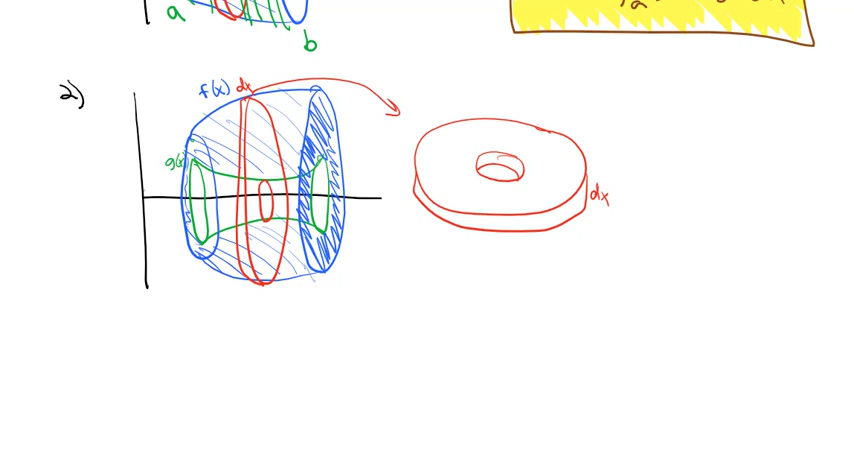 a
b
2)
f(x) dx
g(x)
dx